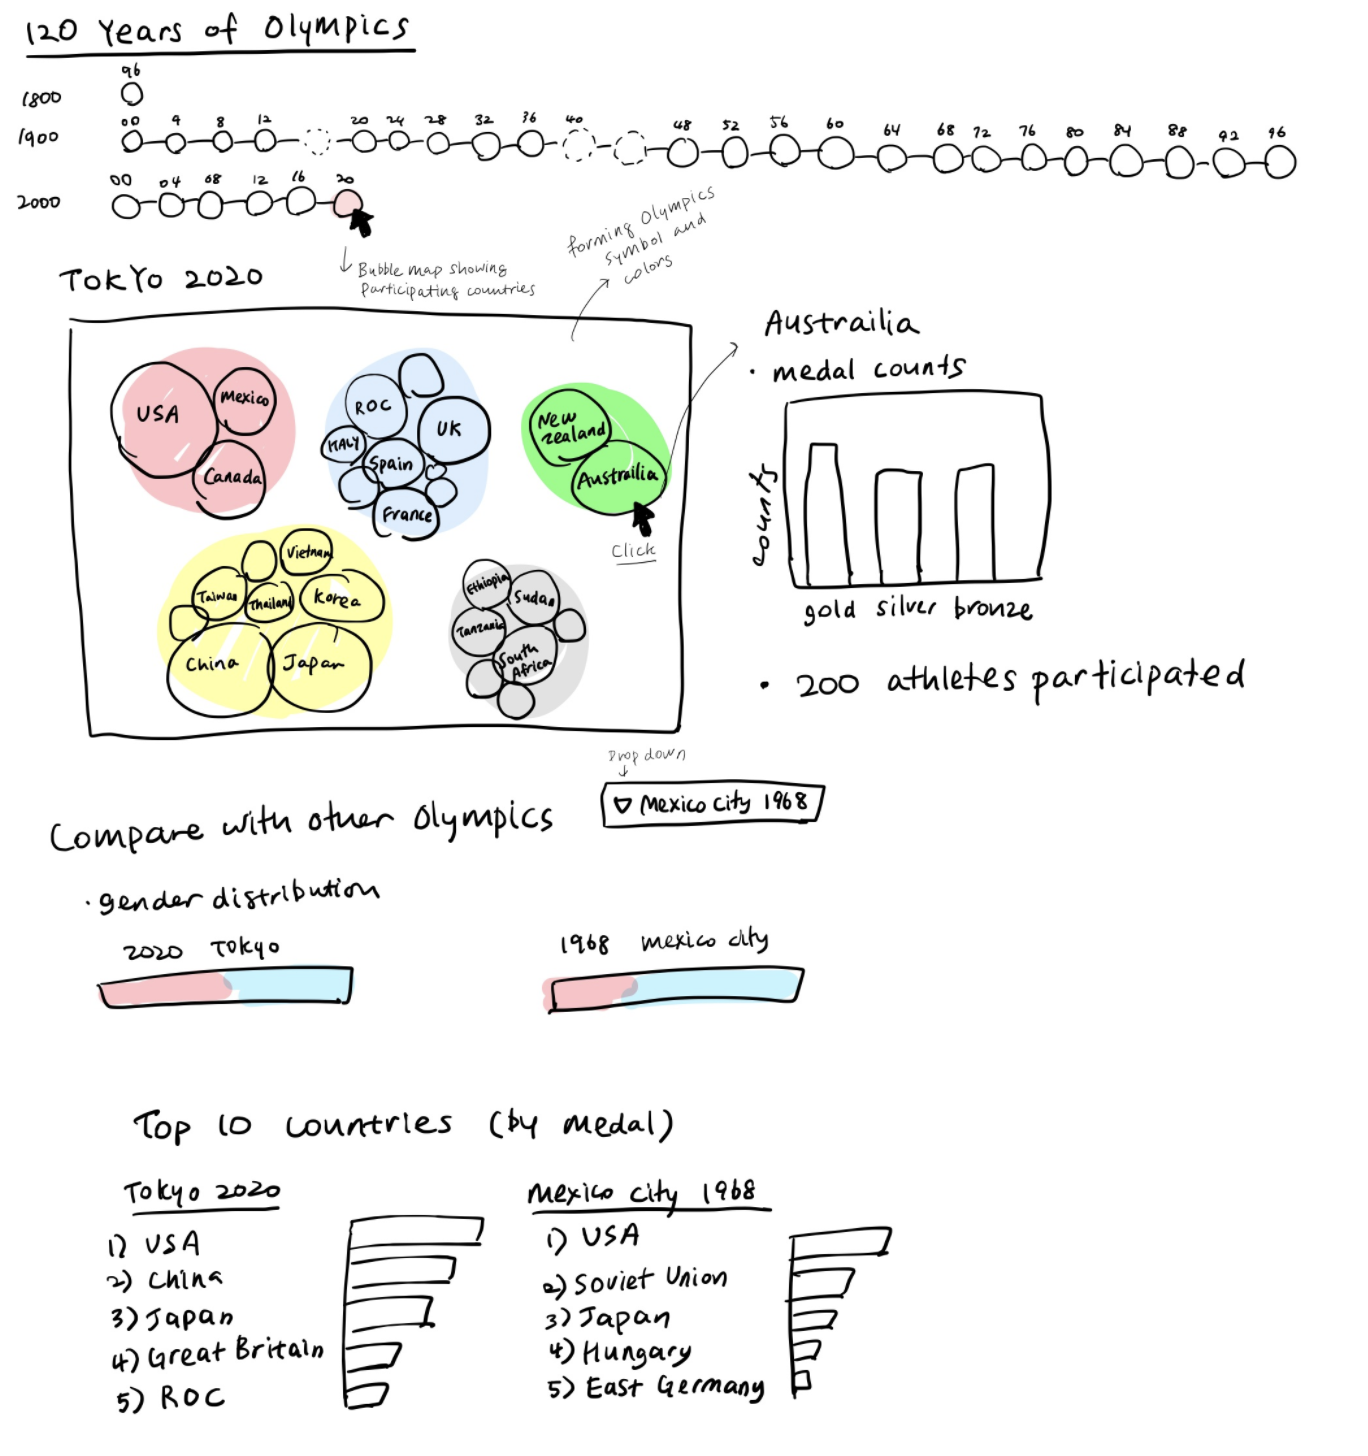 120 Years of Olympics
96
1800
00 4 8 12 20 24 28 32 36 40 48 52 56 60 64 68 72 76 80 84 88 92 96
1900
00 04 08 12 16 20
2000
forming Olympics
symbol and
colors
Bubble map showing
participating countries
TOKYO 2020
USA
Mexico
Canada
ROC
UK
ITALY
Spain
France
New
zealand
Austrailia
Click
Vietnam
Taiwan
Thailand
Korea
China
Japan
Ethiopia
Sudan
Tanzania
South
Africa
Austrailia
· medal counts
counts
gold silver bronze
· 200 athletes participated
Drop down
Mexico city 1968
Compare with other Olympics
· gender distribution
2020 Tokyo
1968 mexico city
Top 10 countries (by medal)
Tokyo 2020
1) USA
2) China
3) Japan
4) Great Britain
5) ROC
Mexico city 1968
1) USA
2) Soviet Union
3) Japan
4) Hungary
5) East Germany